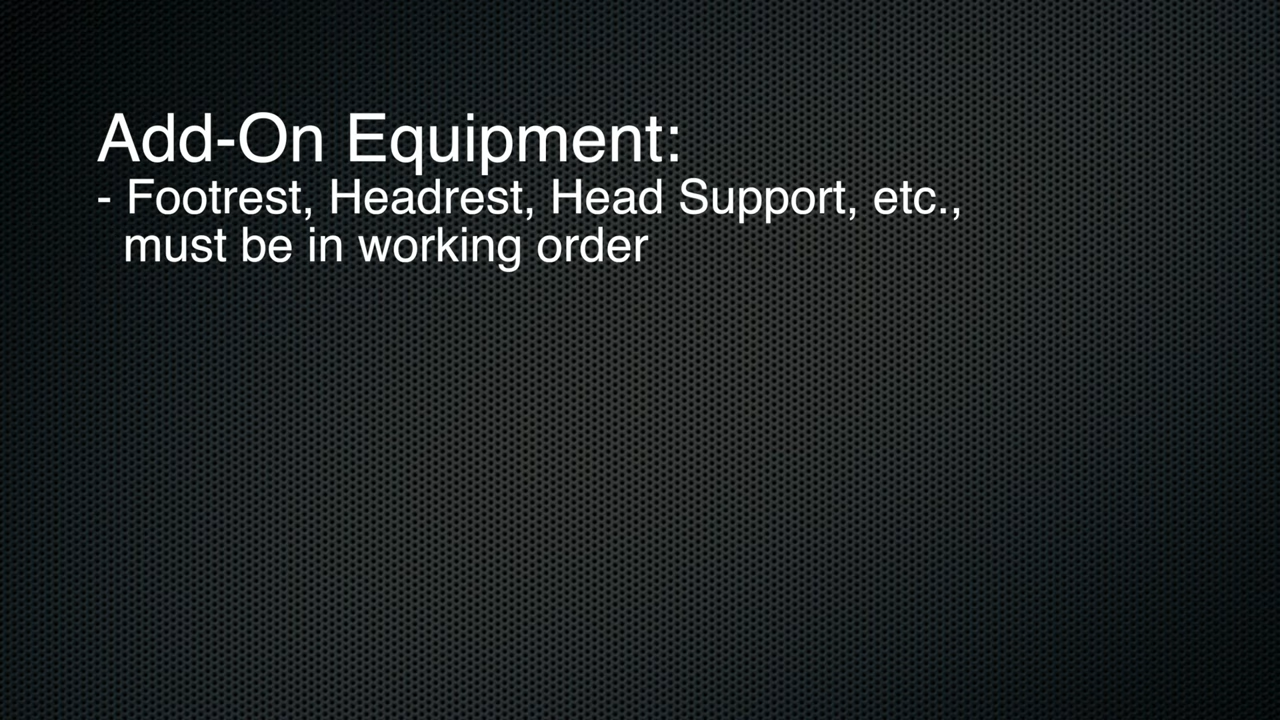 Add-On Equipment:
- Footrest, Headrest, Head Support, etc.,
must be in working order